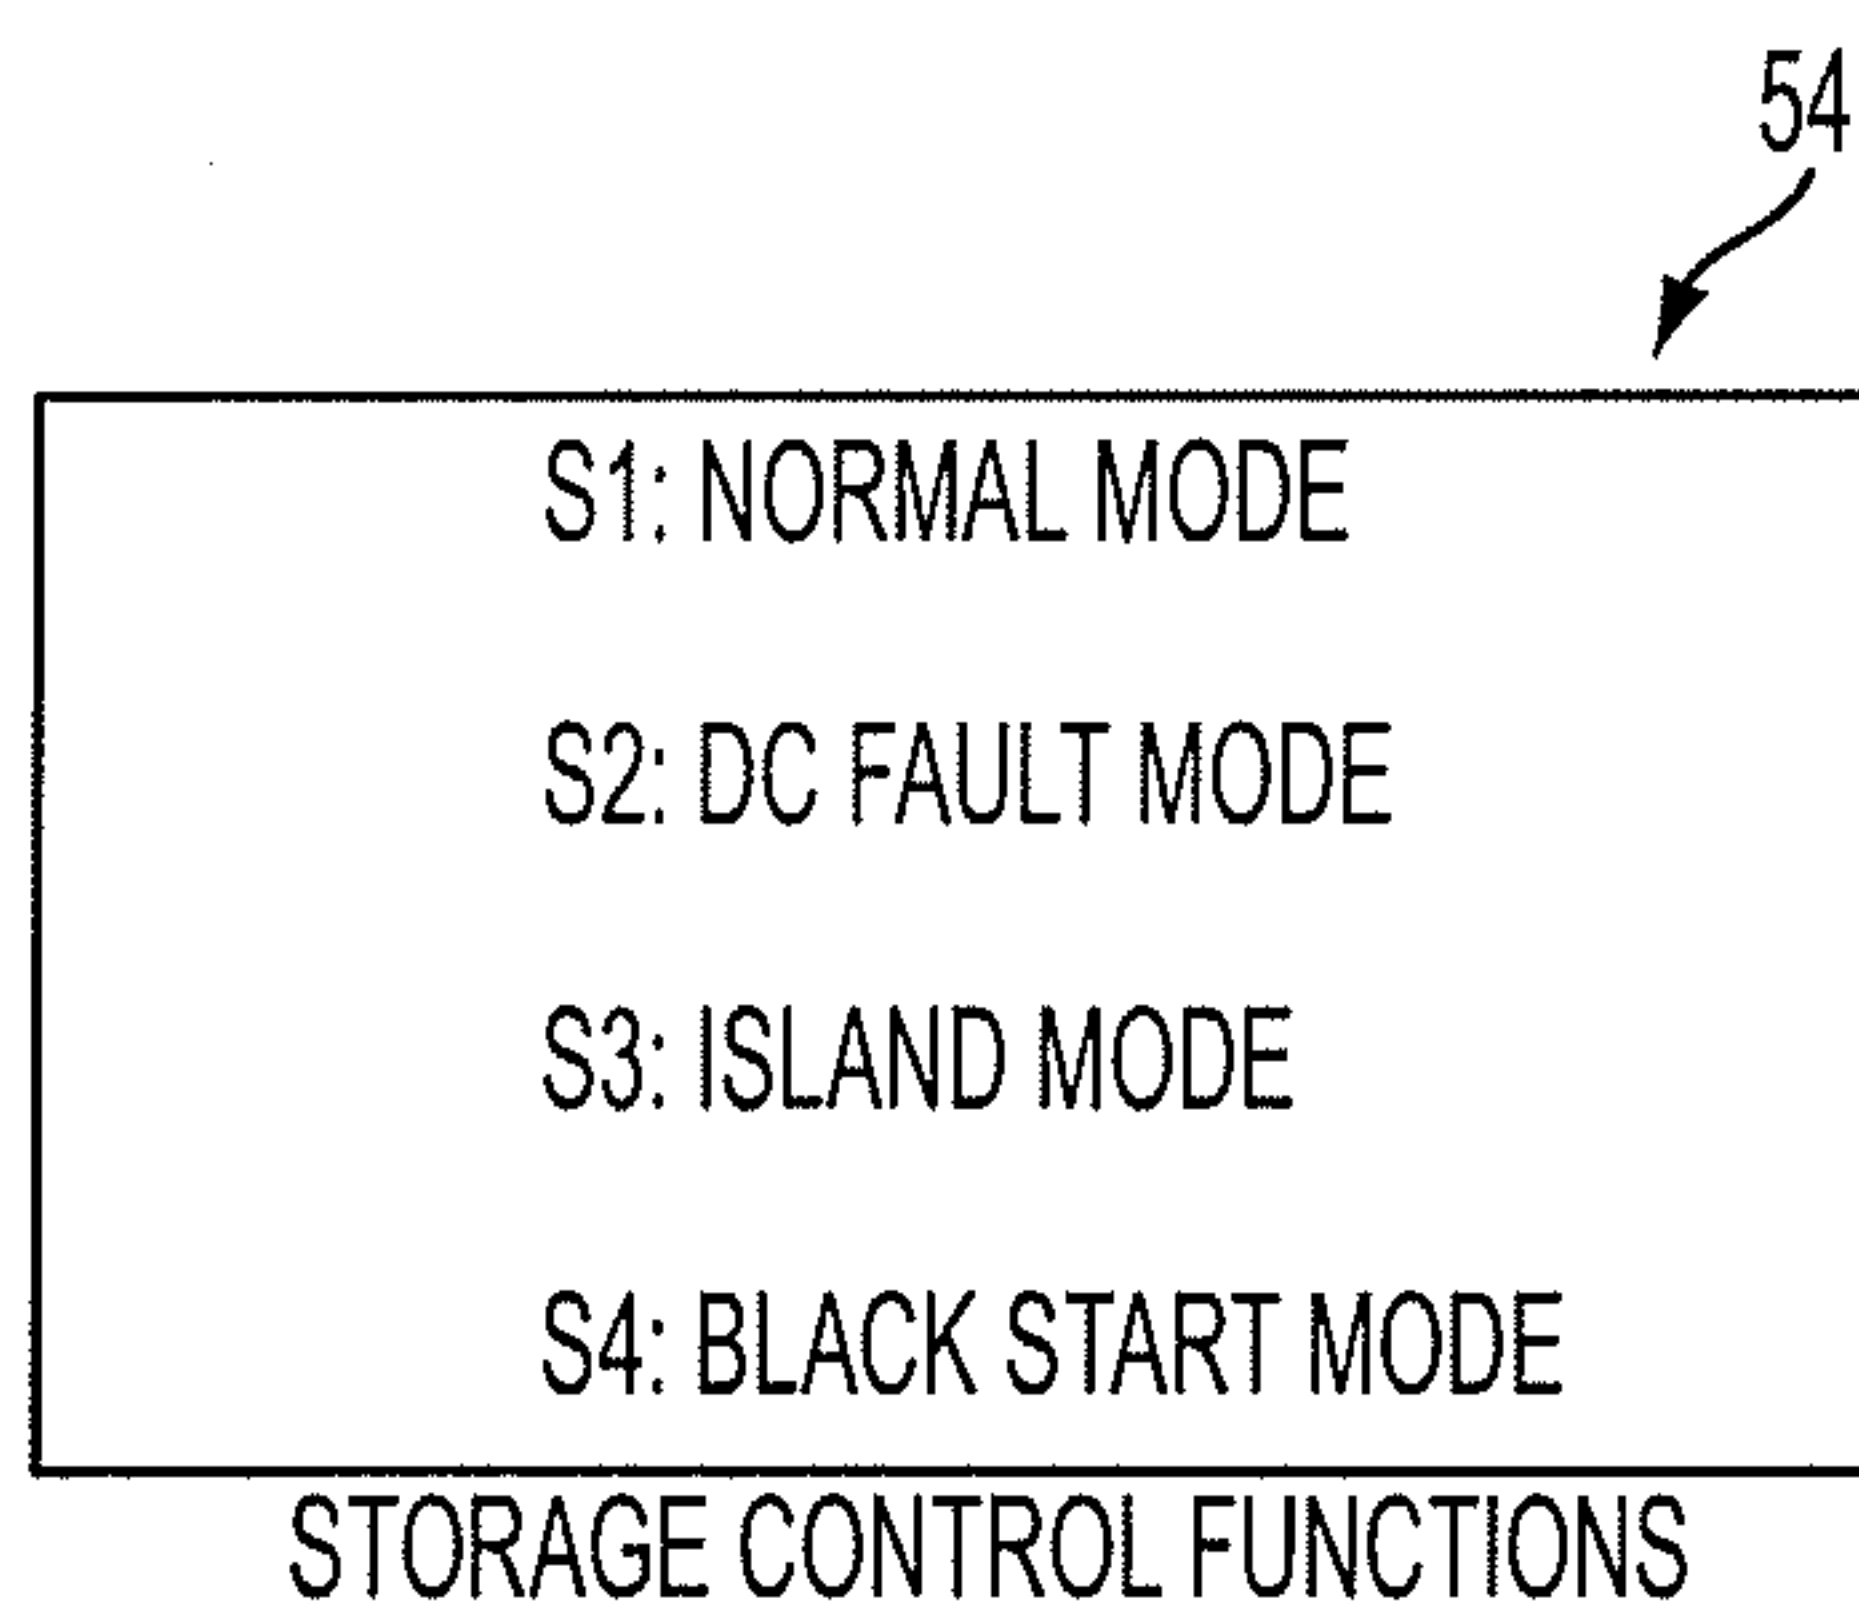 54
S1: NORMAL MODE
S2: DC FAULT MODE
S3: ISLAND MODE
S4: BLACK START MODE
STORAGE CONTROL FUNCTIONS